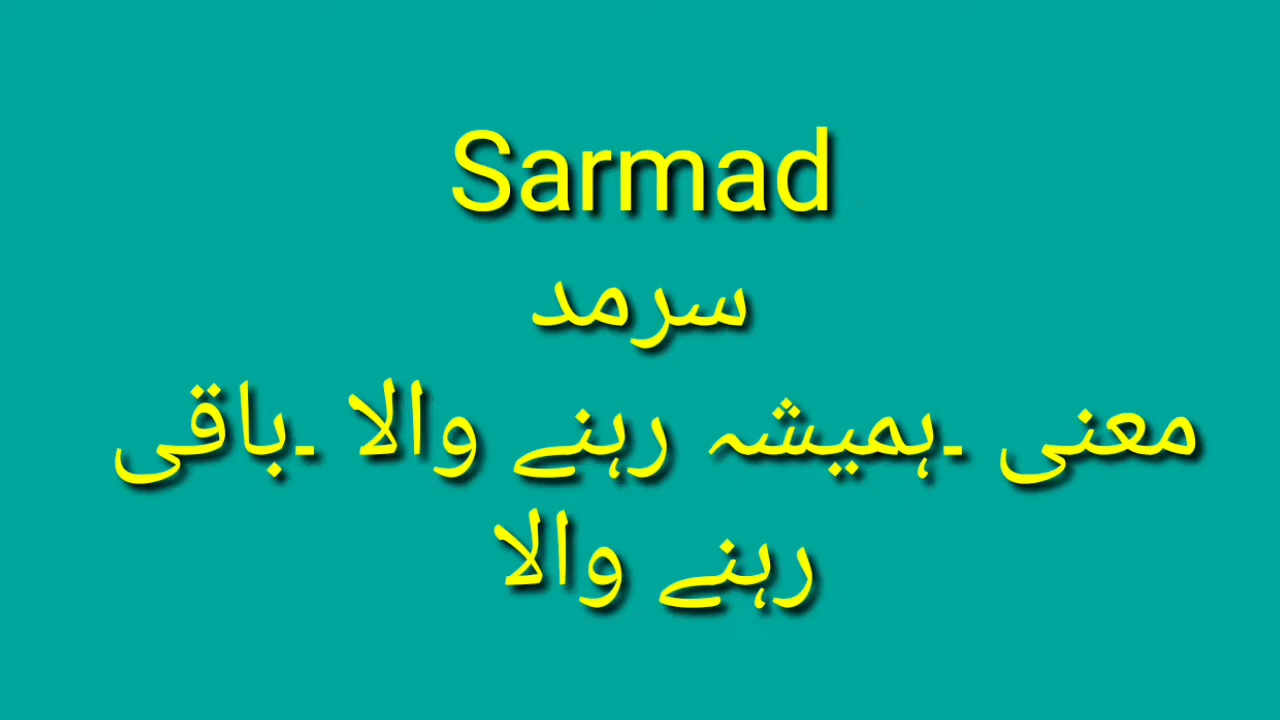 Sarmad
سرمد
معنی ۔ہمیشہ رہنے والا ۔باقی
رہنے والا